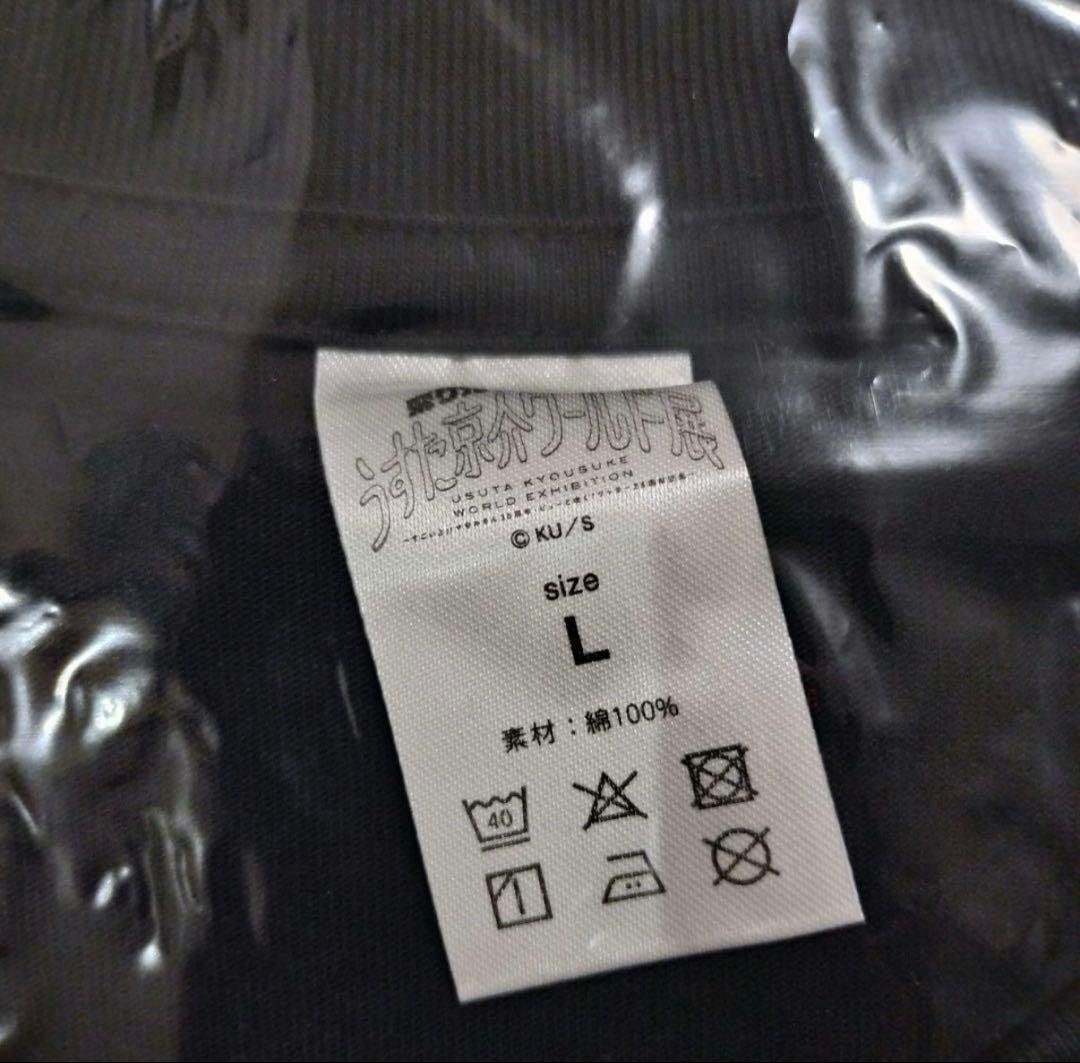 うすた京介ワールド展
USUTA KYOUSUKE
WORLD EXHIBITION
© KU/S
size
L
素材：綿100%
40